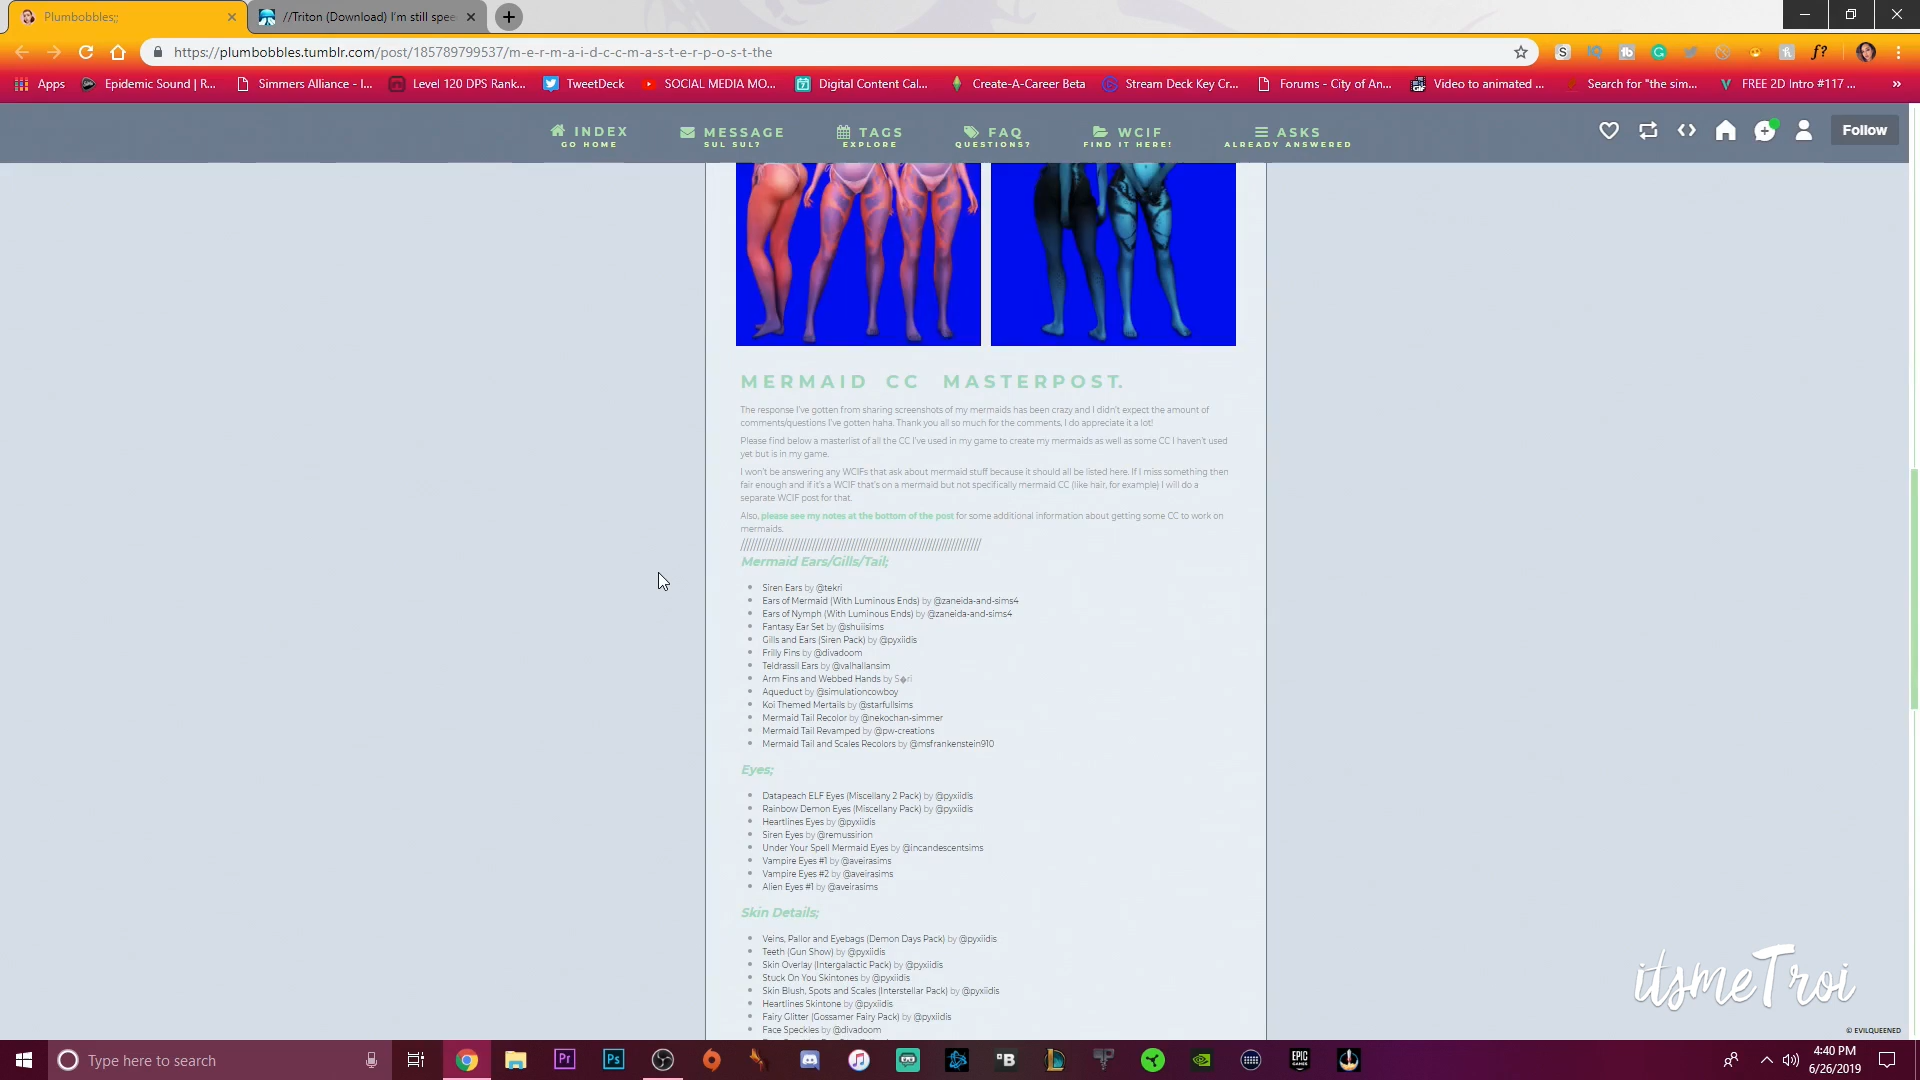 Plumbobbles;;
//Triton (Download) I'm still spee
https://plumbobbles.tumblr.com/post/185789799537/m-e-r-m-a-i-d-c-c-m-a-s-t-e-r-p-o-s-t-the
Apps Epidemic Sound | R... Simmers Alliance - I... Level 120 DPS Rank... TweetDeck SOCIAL MEDIA MO... Digital Content Cal... Create-A-Career Beta Stream Deck Key Cr... Forums - City of An... Video to animated ... Search for "the sim... FREE 2D Intro #117 ... »
INDEX MESSAGE TAGS FAQ WCIF ASKS
GO HOME SUL SUL? EXPLORE QUESTIONS? FIND IT HERE! ALREADY ANSWERED
Follow
MERMAID CC MASTERPOST.
The response I've gotten from sharing screenshots of my mermaids has been crazy and I didn't expect the amount of
comments/questions I've gotten haha. Thank you all so much for the comments, I do appreciate it a lot!
Please find below a masterlist of all the CC I've used in my game to create my mermaids as well as some CC I haven't used
yet but is in my game.
I won't be answering any WCIFs that ask about mermaid stuff because it should all be listed here. If I miss something then
fair enough and if it's a WCIF that's on a mermaid but not specifically mermaid CC (like hair, for example) I will do a
separate WCIF post for that.
Also, please see my notes at the bottom of the post for some additional information about getting some CC to work on
mermaids.
Mermaid Ears/Gills/Tail;
Siren Ears by @tekri
Ears of Mermaid (With Luminous Ends) by @zaneida-and-sims4
Ears of Nymph (With Luminous Ends) by @zaneida-and-sims4
Fantasy Ear Set by @shuiisims
Gills and Ears (Siren Pack) by @pyxiidis
Frilly Fins by @divadoom
Teldrassil Ears by @valhallansim
Arm Fins and Webbed Hands by S�ri
Aqueduct by @simulationcowboy
Koi Themed Mertails by @starfullsims
Mermaid Tail Recolor by @nekochan-simmer
Mermaid Tail Revamped by @pw-creations
Mermaid Tail and Scales Recolors by @msfrankenstein910
Eyes;
Datapeach ELF Eyes (Miscellany 2 Pack) by @pyxiidis
Rainbow Demon Eyes (Miscellany Pack) by @pyxiidis
Heartlines Eyes by @pyxiidis
Siren Eyes by @remussirion
Under Your Spell Mermaid Eyes by @incandescentsims
Vampire Eyes #1 by @aveirasims
Vampire Eyes #2 by @aveirasims
Alien Eyes #1 by @aveirasims
Skin Details;
Veins, Pallor and Eyebags (Demon Days Pack) by @pyxiidis
Teeth (Gun Show) by @pyxiidis
Skin Overlay (Intergalactic Pack) by @pyxiidis
Stuck On You Skintones by @pyxiidis
Skin Blush, Spots and Scales (Interstellar Pack) by @pyxiidis
Heartlines Skintone by @pyxiidis
Fairy Glitter (Gossamer Fairy Pack) by @pyxiidis
Face Speckles by @divadoom
itsmeTroi
© EVILQUEENED
Type here to search
4:40 PM
6/26/2019